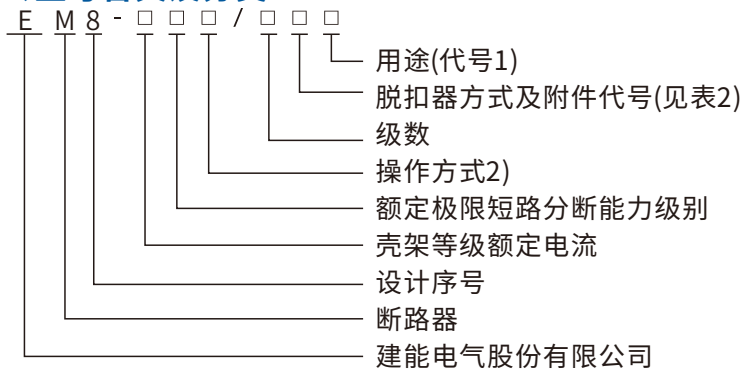 E M 8 - □ □ □ / □ □ □
用途(代号1)
脱扣器方式及附件代号(见表2)
级数
操作方式2)
额定极限短路分断能力级别
壳架等级额定电流
设计序号
断路器
建能电气股份有限公司